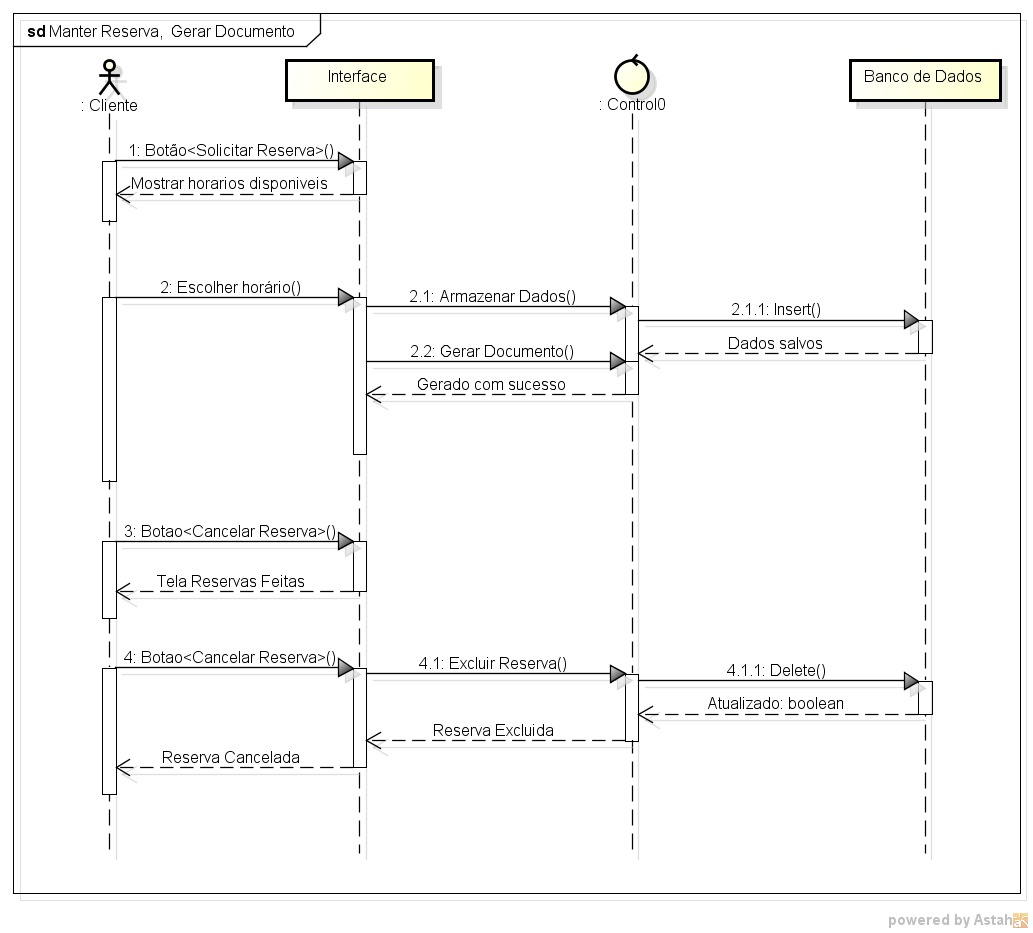 sd Manter Reserva, Gerar Documento
Interface
Banco de Dados
: Cliente
: Control0
1: Botão<Solicitar Reserva>()
Mostrar horarios disponiveis
2: Escolher horário()
2.1: Armazenar Dados()
2.1.1: Insert()
Dados salvos
2.2: Gerar Documento()
Gerado com sucesso
3: Botao<Cancelar Reserva>()
Tela Reservas Feitas
4: Botao<Cancelar Reserva>()
4.1: Excluir Reserva()
4.1.1: Delete()
Atualizado: boolean
Reserva Excluida
Reserva Cancelada
powered by Astah